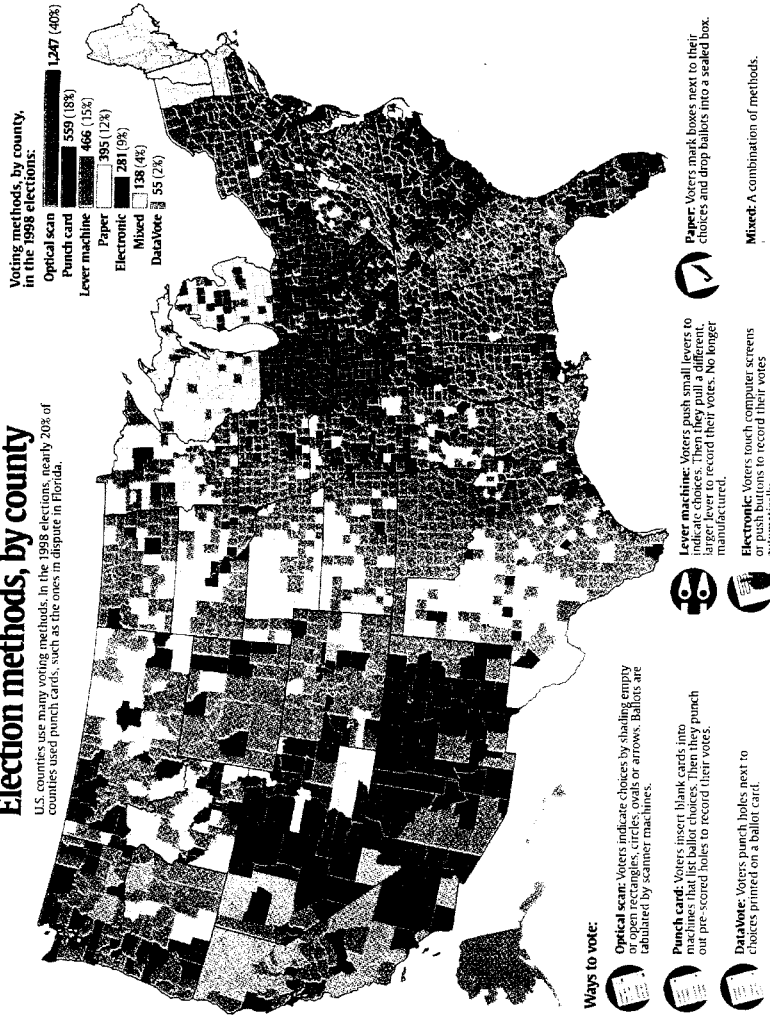 Election methods, by county
U.S. counties use many voting methods. In the 1998 elections, nearly 20% of
counties used punch cards, such as the ones in dispute in Florida.
Voting methods, by county,
in the 1998 elections:
Optical scan 1,247 (40%)
Punch card 559 (18%)
Lever machine 466 (15%)
Paper 395 (12%)
Electronic 281 (9%)
Mixed 138 (4%)
DataVote 55 (2%)
Ways to vote:
Optical scan: Voters indicate choices by shading empty
or open rectangles, circles, ovals or arrows. Ballots are
tabulated by scanner machines.
Punch card: Voters insert blank cards into
machines that list ballot choices. Then they punch
out pre-scored holes to record their votes.
DataVote: Voters punch holes next to
choices printed on a ballot card.
Lever machine: Voters push small levers to
indicate choices. Then they pull a different,
larger lever to record their votes. No longer
manufactured.
Electronic: Voters touch computer screens
or push buttons to record their votes
Paper: Voters mark boxes next to their
choices and drop ballots into a sealed box.
Mixed: A combination of methods.